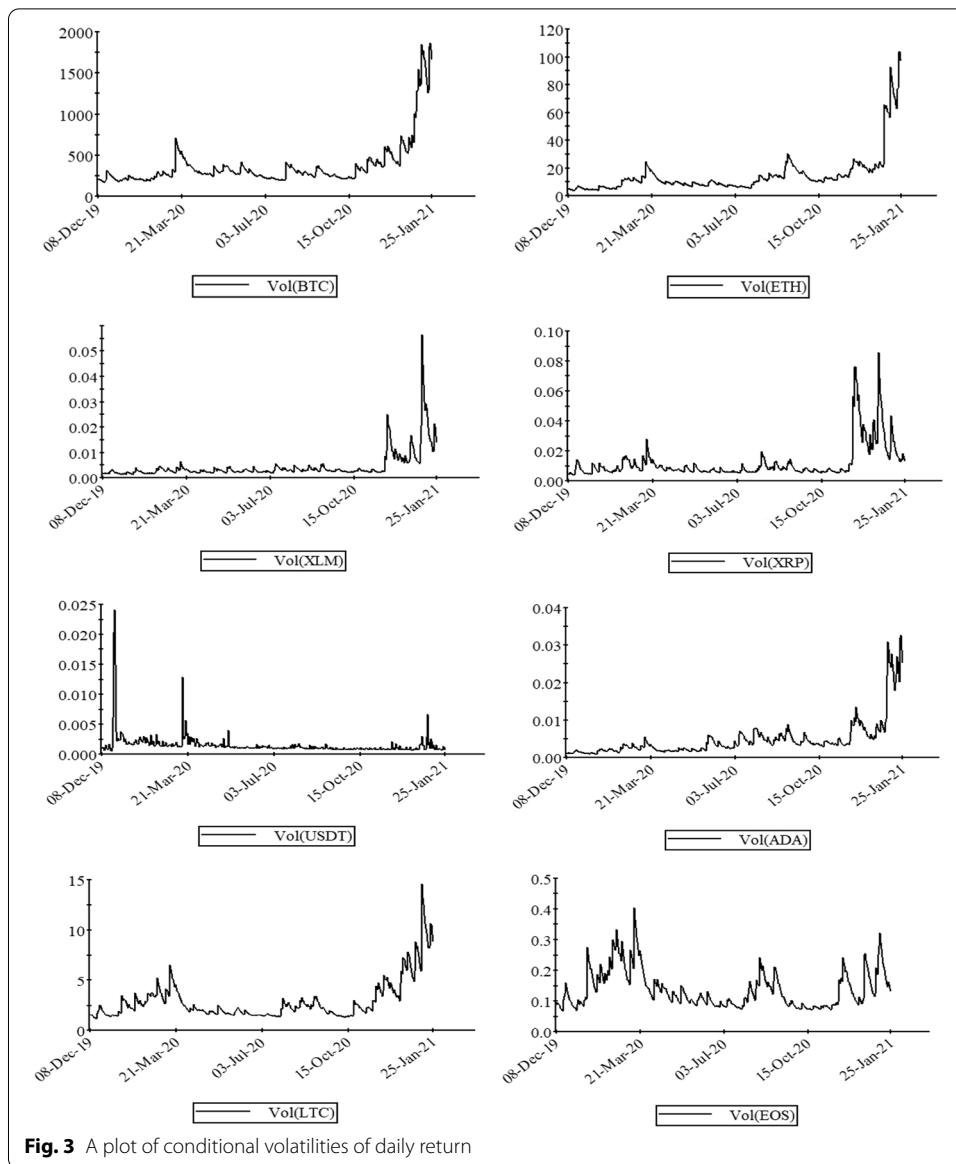 2000
1500
1000
500
0
08-Dec-19
21-Mar-20
03-Jul-20
15-Oct-20
25-Jan-21
Vol(BTC)
120
100
80
60
40
20
0
08-Dec-19
21-Mar-20
03-Jul-20
15-Oct-20
25-Jan-21
Vol(ETH)
0.05
0.04
0.03
0.02
0.01
0.00
08-Dec-19
21-Mar-20
03-Jul-20
15-Oct-20
25-Jan-21
Vol(XLM)
0.10
0.08
0.06
0.04
0.02
0.00
08-Dec-19
21-Mar-20
03-Jul-20
15-Oct-20
25-Jan-21
Vol(XRP)
0.025
0.020
0.015
0.010
0.005
0.000
08-Dec-19
21-Mar-20
03-Jul-20
15-Oct-20
25-Jan-21
Vol(USDT)
0.04
0.03
0.02
0.01
0.00
08-Dec-19
21-Mar-20
03-Jul-20
15-Oct-20
25-Jan-21
Vol(ADA)
15
10
5
0
08-Dec-19
21-Mar-20
03-Jul-20
15-Oct-20
25-Jan-21
Vol(LTC)
0.5
0.4
0.3
0.2
0.1
0.0
08-Dec-19
21-Mar-20
03-Jul-20
15-Oct-20
25-Jan-21
Vol(EOS)
Fig. 3 A plot of conditional volatilities of daily return